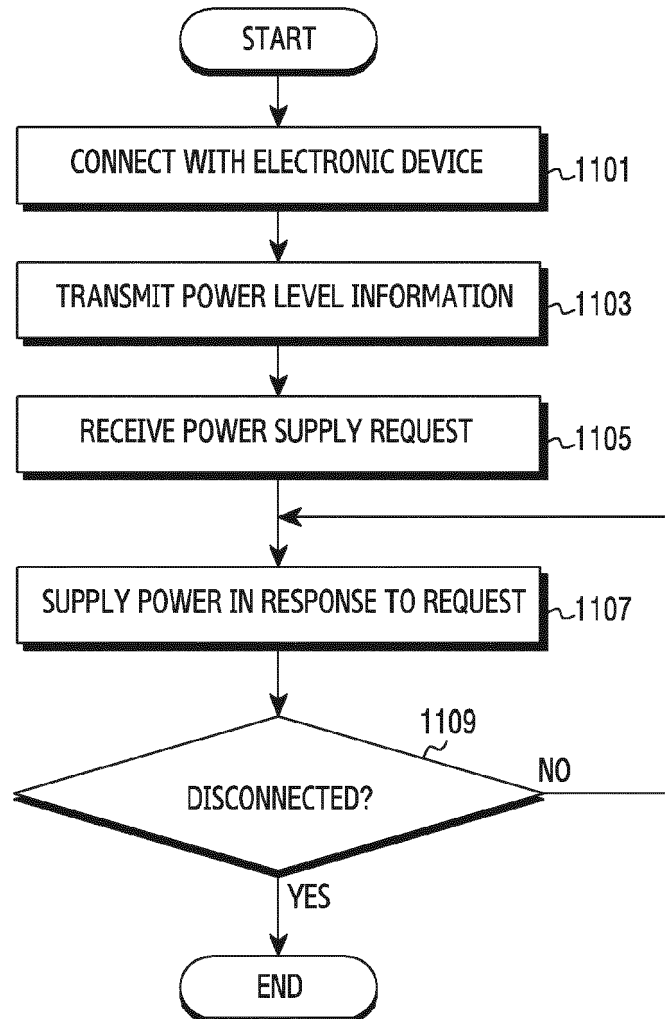 START
CONNECT WITH ELECTRONIC DEVICE
1101
TRANSMIT POWER LEVEL INFORMATION
1103
RECEIVE POWER SUPPLY REQUEST
1105
SUPPLY POWER IN RESPONSE TO REQUEST
1107
1109
DISCONNECTED?
NO
YES
END